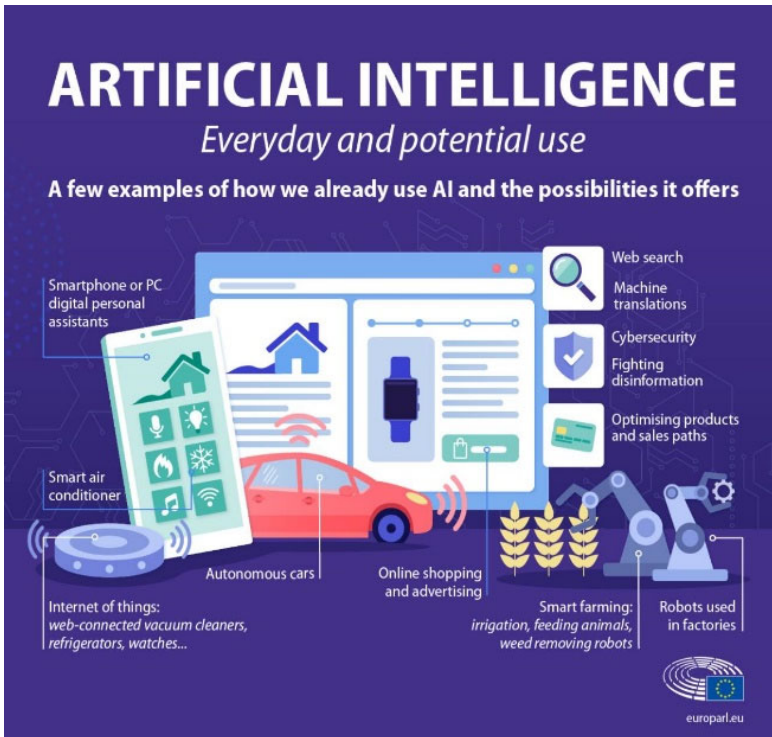 ARTIFICIAL INTELLIGENCE
Everyday and potential use
A few examples of how we already use AI and the possibilities it offers
Smartphone or PC
digital personal
assistants
Web search
Machine
translations
Cybersecurity
Fighting
disinformation
Optimising products
and sales paths
Smart air
conditioner
Autonomous cars
Online shopping
and advertising
Internet of things:
web-connected vacuum cleaners,
refrigerators, watches...
Smart farming:
irrigation, feeding animals,
weed removing robots
Robots used
in factories
europarl.eu